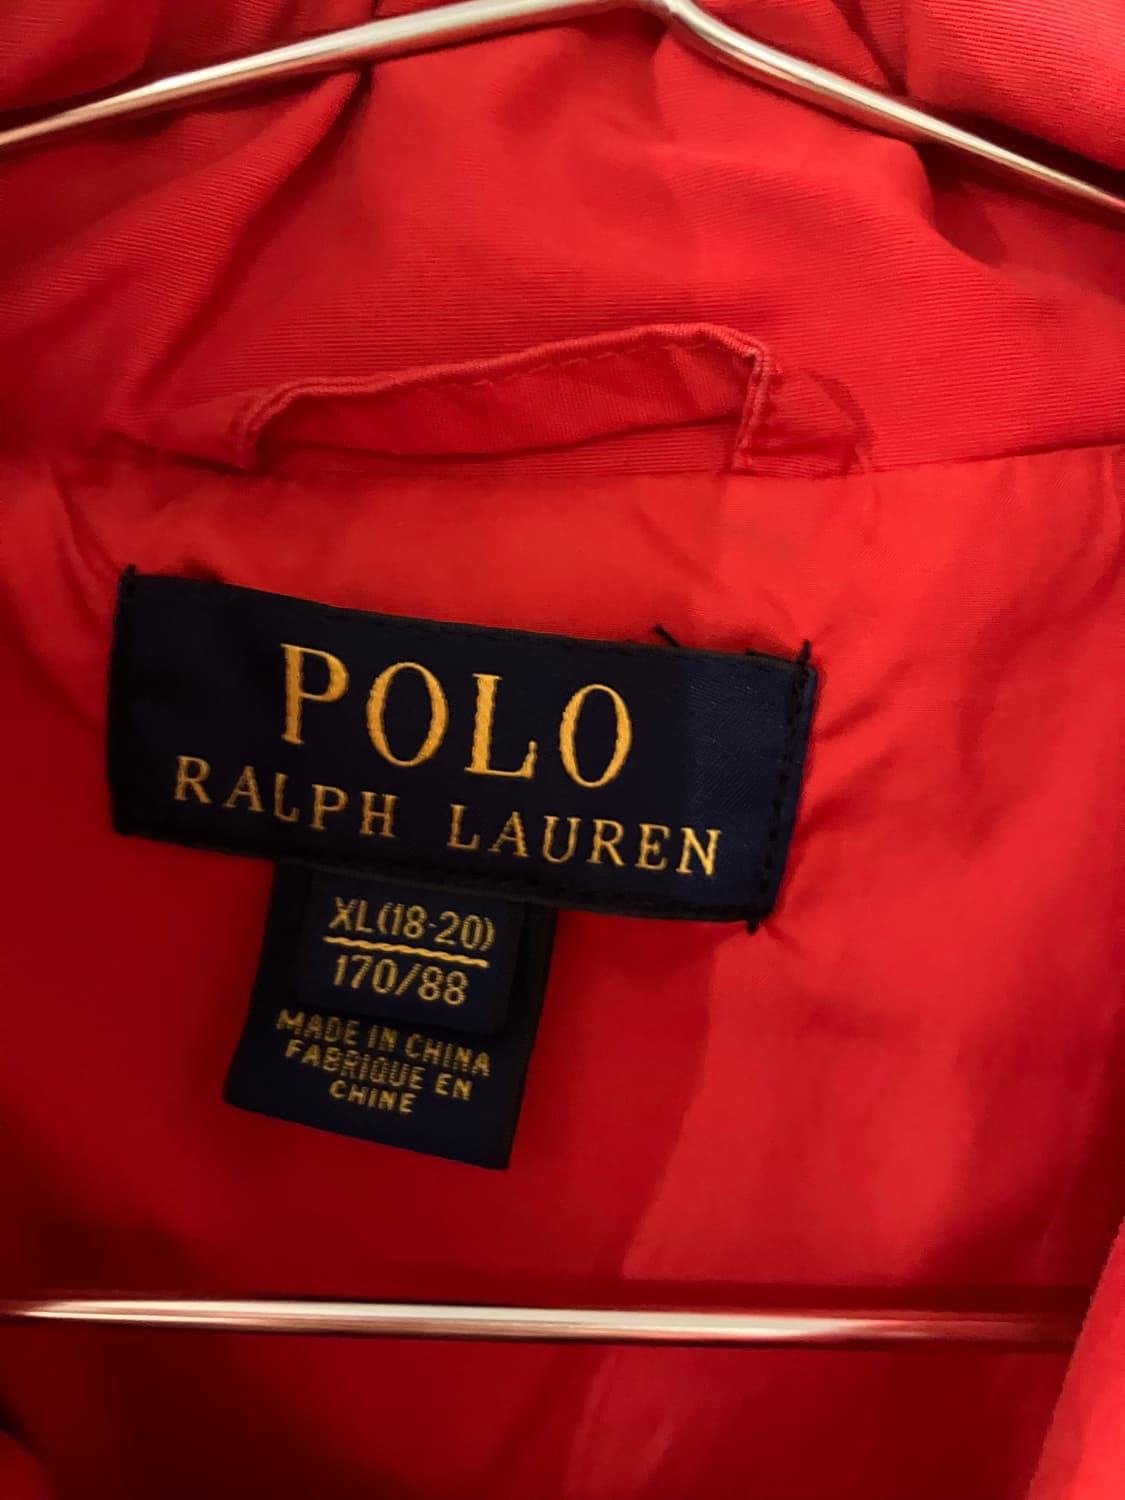 POLO
RALPH LAUREN
XL(18-20)
170/88
MADE IN CHINA
FABRIQUE EN
CHINE